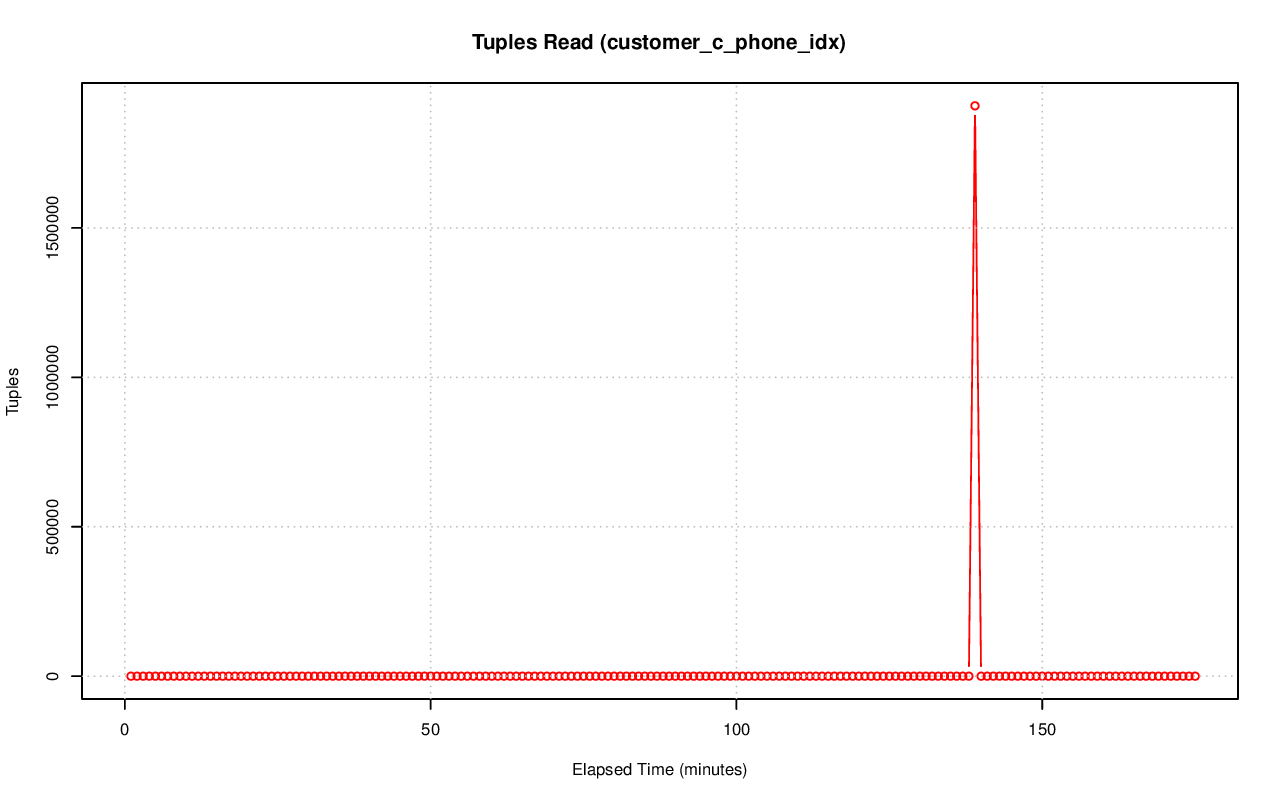 Tuples Read (customer_c_phone_idx)
Tuples
1500000
1000000
500000
0
0 50 100 150
Elapsed Time (minutes)